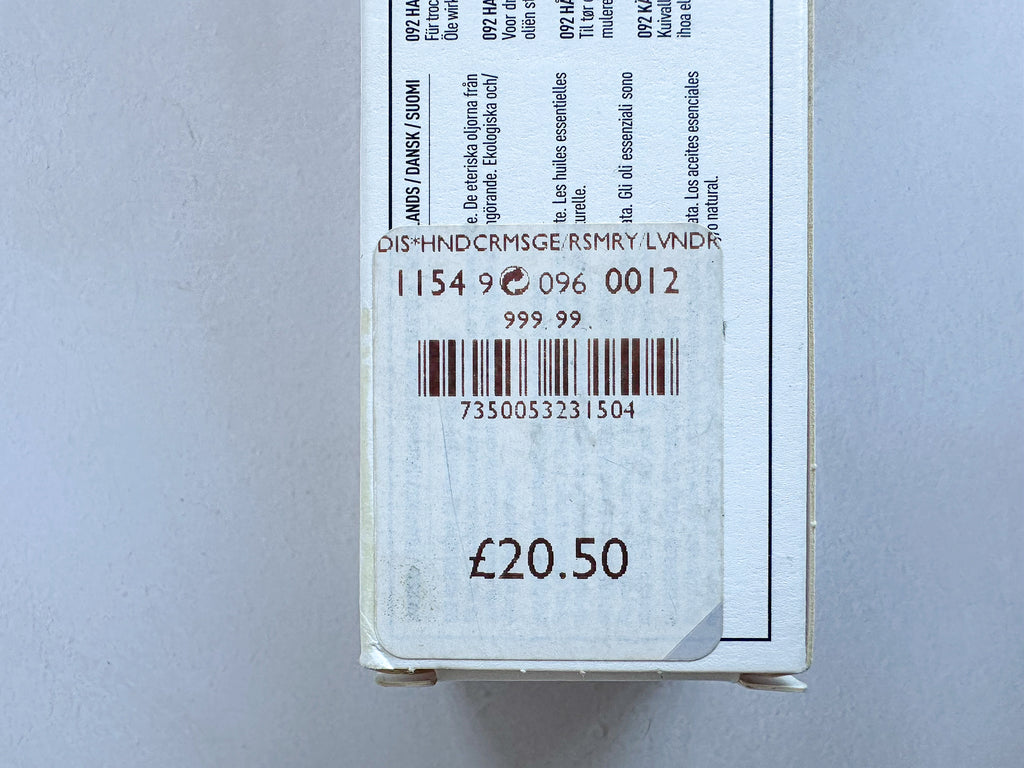 092 HA
Für troc
Öle wirk
092 HA
Voor dr
oliën st
092 HÅ
Til tør
mulere
092 KÄ
Kuivall
ihoa el
ANDS / DANSK / SUOMI
e. De eteriska oljorna från
ngörande. Ekologiska och/
te. Les huiles essentielles
urelle.
ata. Gli oli essenziali sono
ata. Los aceites esenciales
/o natural.
DIS*HNDCRMSGE/RSMRY/LVNDR
1154 9 096 0012
999.99.
7350053231504
£20.50